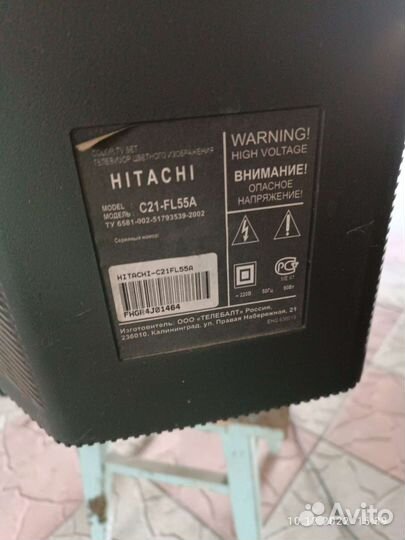 COLOUR TV SET
ТЕЛЕВИЗОР ЦВЕТНОГО ИЗОБРАЖЕНИЯ
HITACHI
MODEL
МОДЕЛЬ C21-FL55A
ТУ 6581-002-51793539-2002
Серийный номер:
HITACHI-C21FL55A
FHGR4J01464
WARNING!
HIGH VOLTAGE
ВНИМАНИЕ!
ОПАСНОЕ
НАПРЯЖЕНИЕ!
~ 220В 50Гц
Изготовитель: ООО «ТЕЛЕБАЛТ» Россия,
236010, Калининград, ул. Правая Набережная, 21
Avito